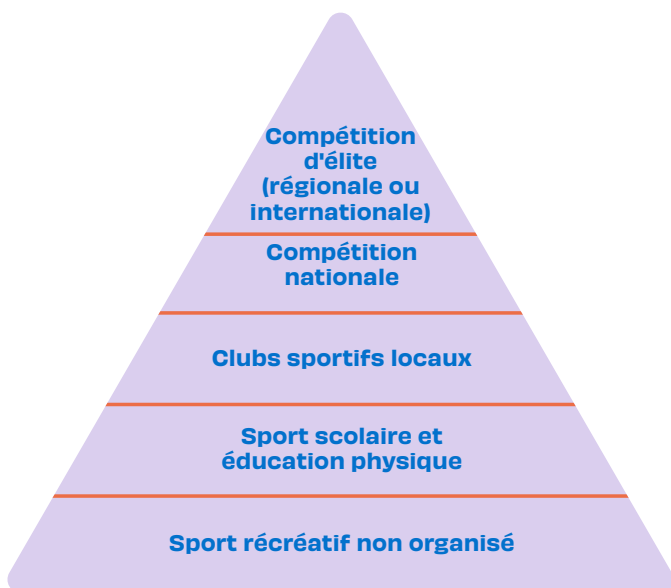 Compétition
d'élite
(régionale ou
internationale)
Compétition
nationale
Clubs sportifs locaux
Sport scolaire et
éducation physique
Sport récréatif non organisé